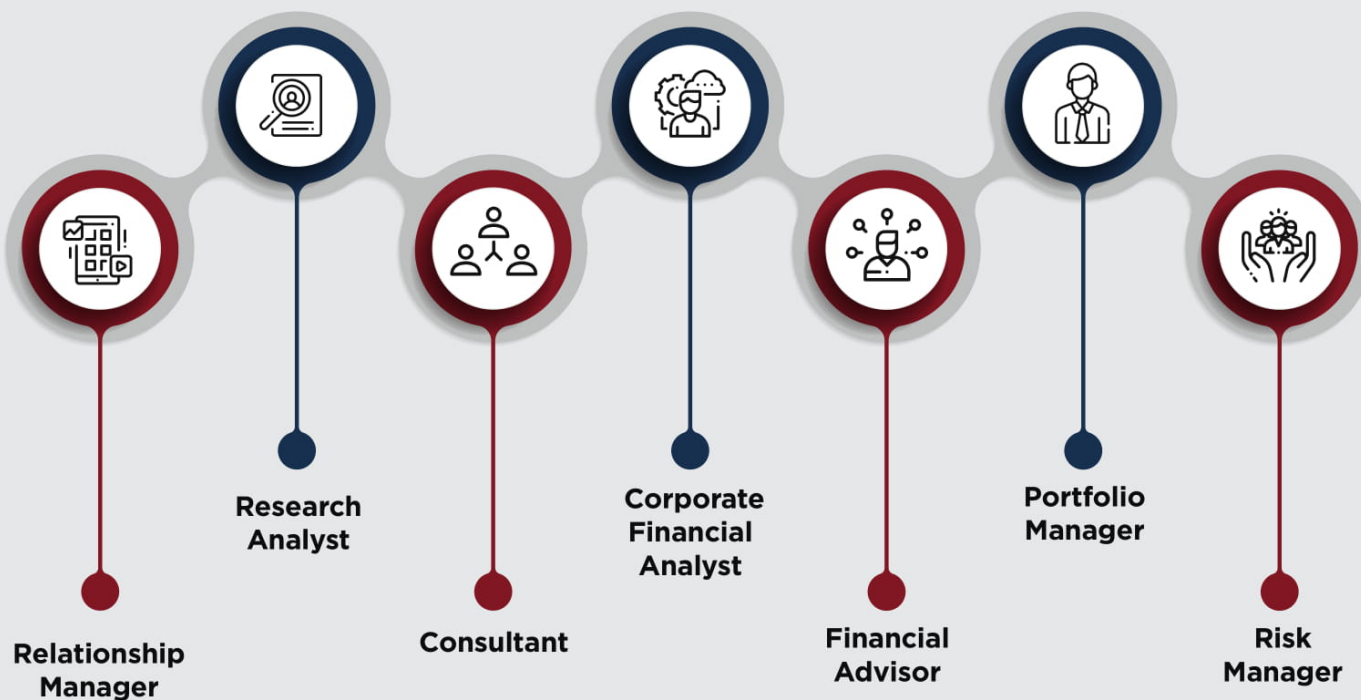 Relationship
Manager
Research
Analyst
Consultant
Corporate
Financial
Analyst
Financial
Advisor
Portfolio
Manager
Risk
Manager